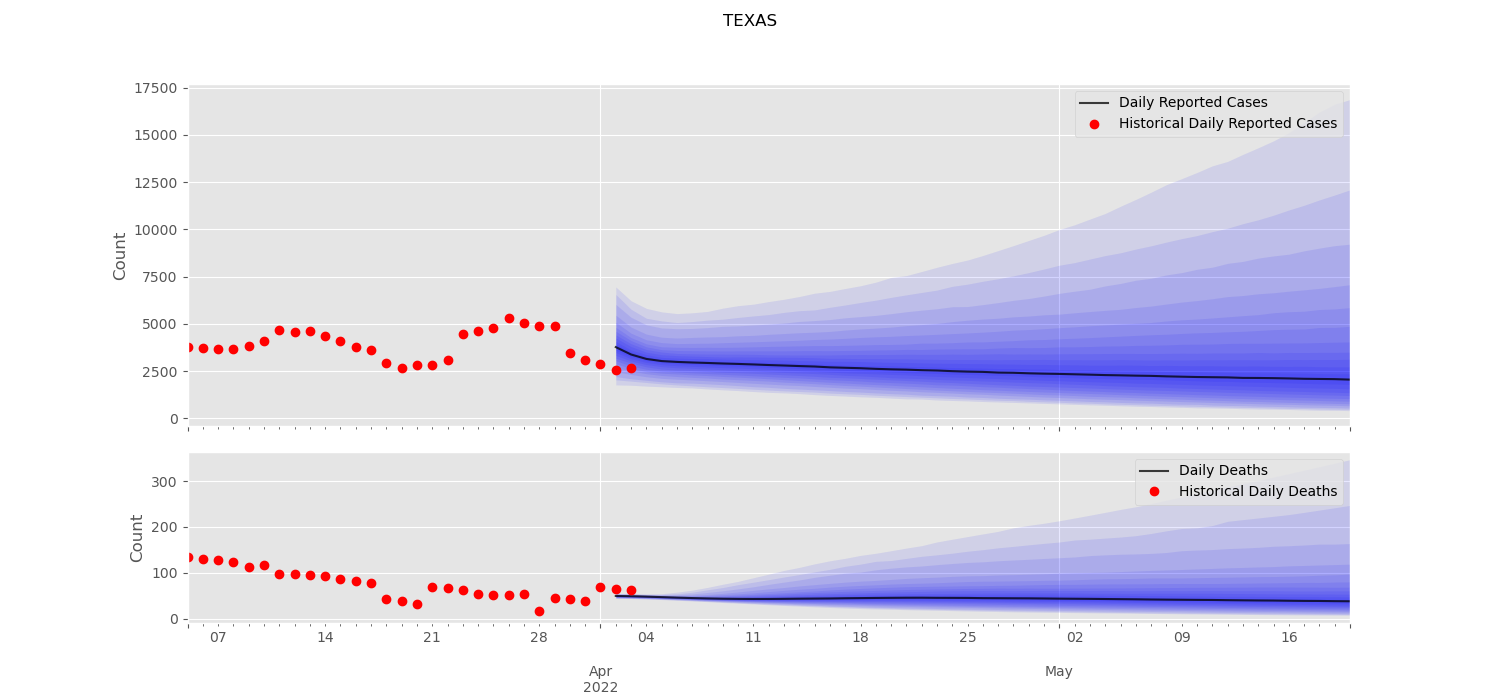 TEXAS
17500
15000
12500
10000
7500
5000
2500
0
Count
Daily Reported Cases
Historical Daily Reported Cases
300
200
100
0
Count
Daily Deaths
Historical Daily Deaths
07 14 21 28 04 11 18 25 02 09 16
Apr May
2022